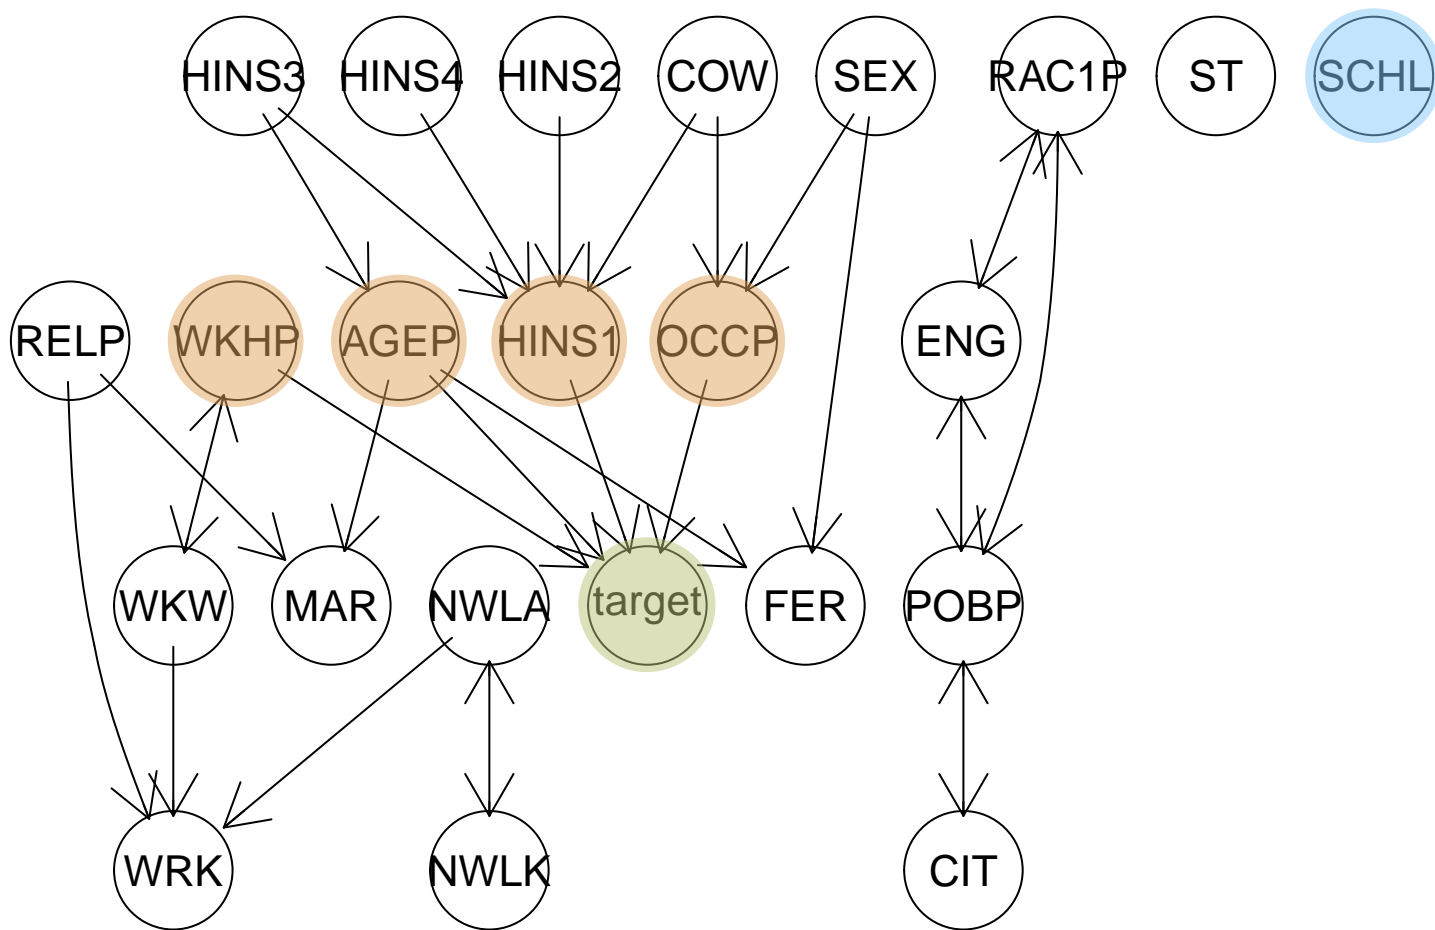 HINS3 HINS4 HINS2 COW SEX RAC1P ST SCHL
RELP WKHP AGEP HINS1 OCCP ENG
WKW MAR NWLA target FER POBP
WRK NWLK CIT